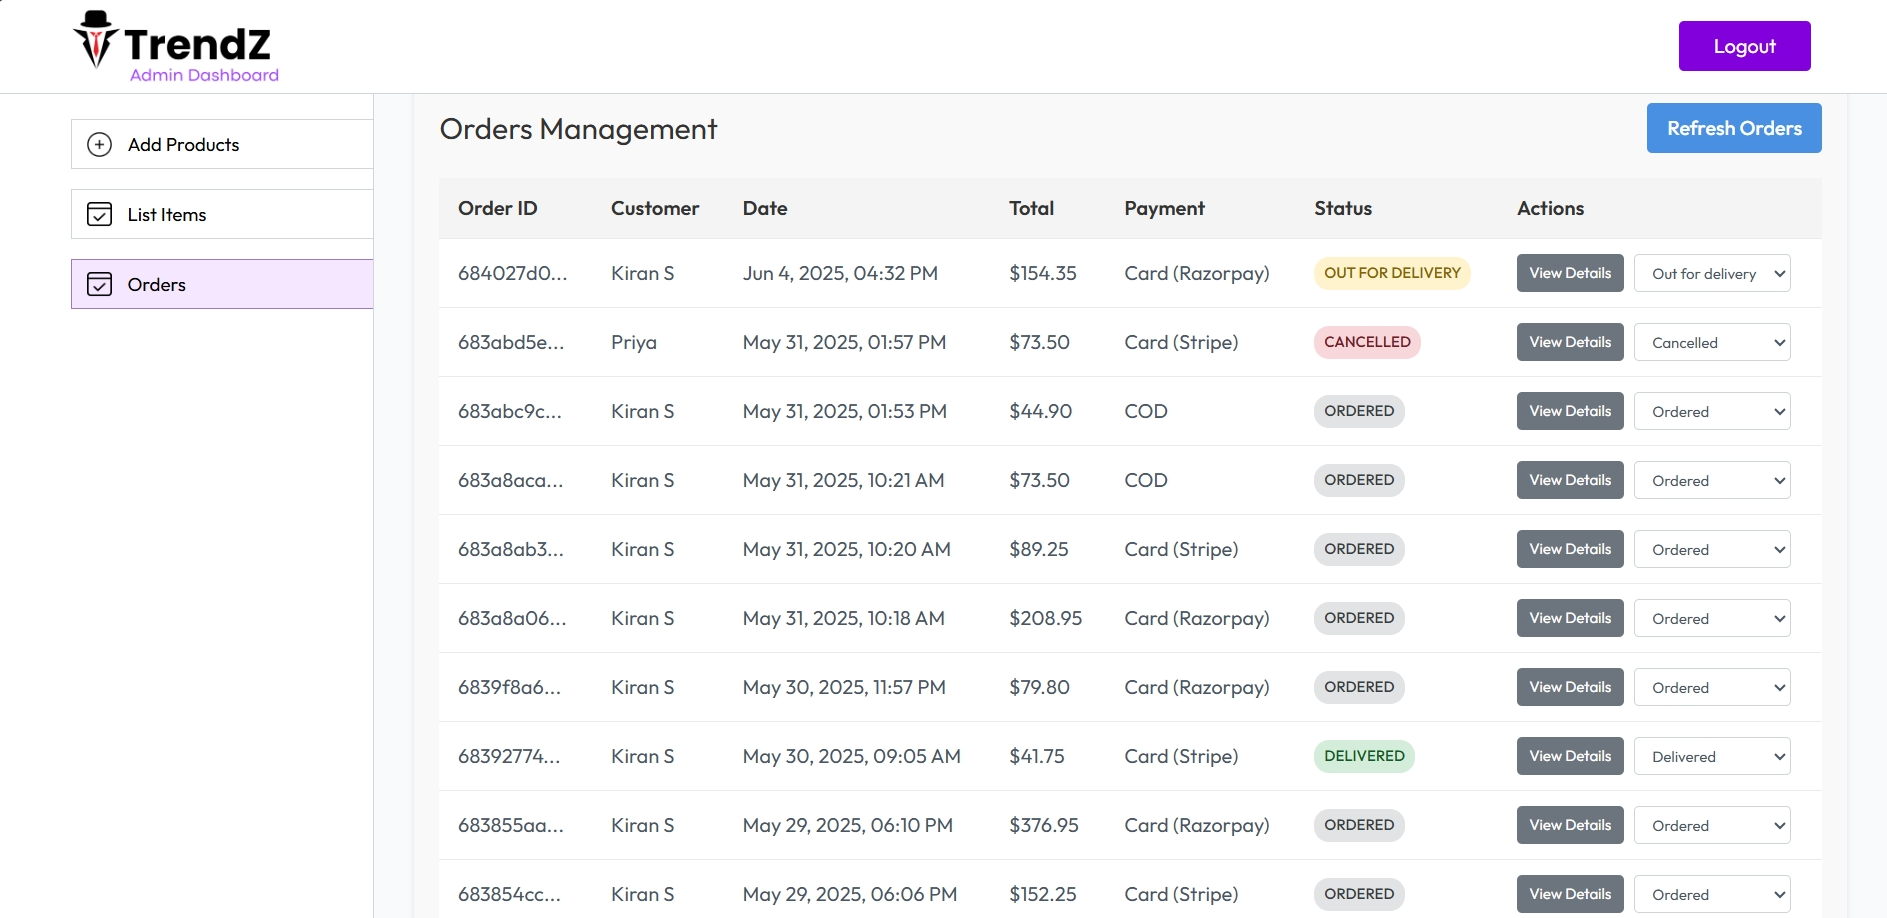 TrendZ
Admin Dashboard
Logout
Add Products
List Items
Orders
Orders Management
Refresh Orders
Order ID Customer Date Total Payment Status Actions
684027d0... Kiran S Jun 4, 2025, 04:32 PM $154.35 Card (Razorpay) OUT FOR DELIVERY View Details Out for delivery
683abd5e... Priya May 31, 2025, 01:57 PM $73.50 Card (Stripe) CANCELLED View Details Cancelled
683abc9c... Kiran S May 31, 2025, 01:53 PM $44.90 COD ORDERED View Details Ordered
683a8aca... Kiran S May 31, 2025, 10:21 AM $73.50 COD ORDERED View Details Ordered
683a8ab3... Kiran S May 31, 2025, 10:20 AM $89.25 Card (Stripe) ORDERED View Details Ordered
683a8a06... Kiran S May 31, 2025, 10:18 AM $208.95 Card (Razorpay) ORDERED View Details Ordered
6839f8a6... Kiran S May 30, 2025, 11:57 PM $79.80 Card (Razorpay) ORDERED View Details Ordered
68392774... Kiran S May 30, 2025, 09:05 AM $41.75 Card (Stripe) DELIVERED View Details Delivered
683855aa... Kiran S May 29, 2025, 06:10 PM $376.95 Card (Razorpay) ORDERED View Details Ordered
683854cc... Kiran S May 29, 2025, 06:06 PM $152.25 Card (Stripe) ORDERED View Details Ordered